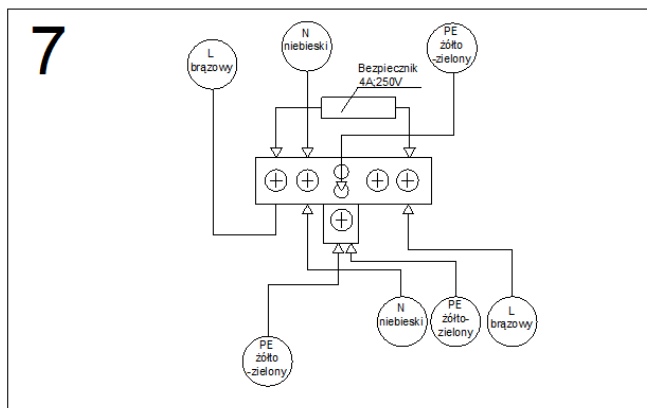 7
L
brązowy
N
niebieski
PE
żółto
-zielony
Bezpiecznik
4A;250V
N
niebieski
PE
żółto-
zielony
L
brązowy
PE
żółto
-zielony